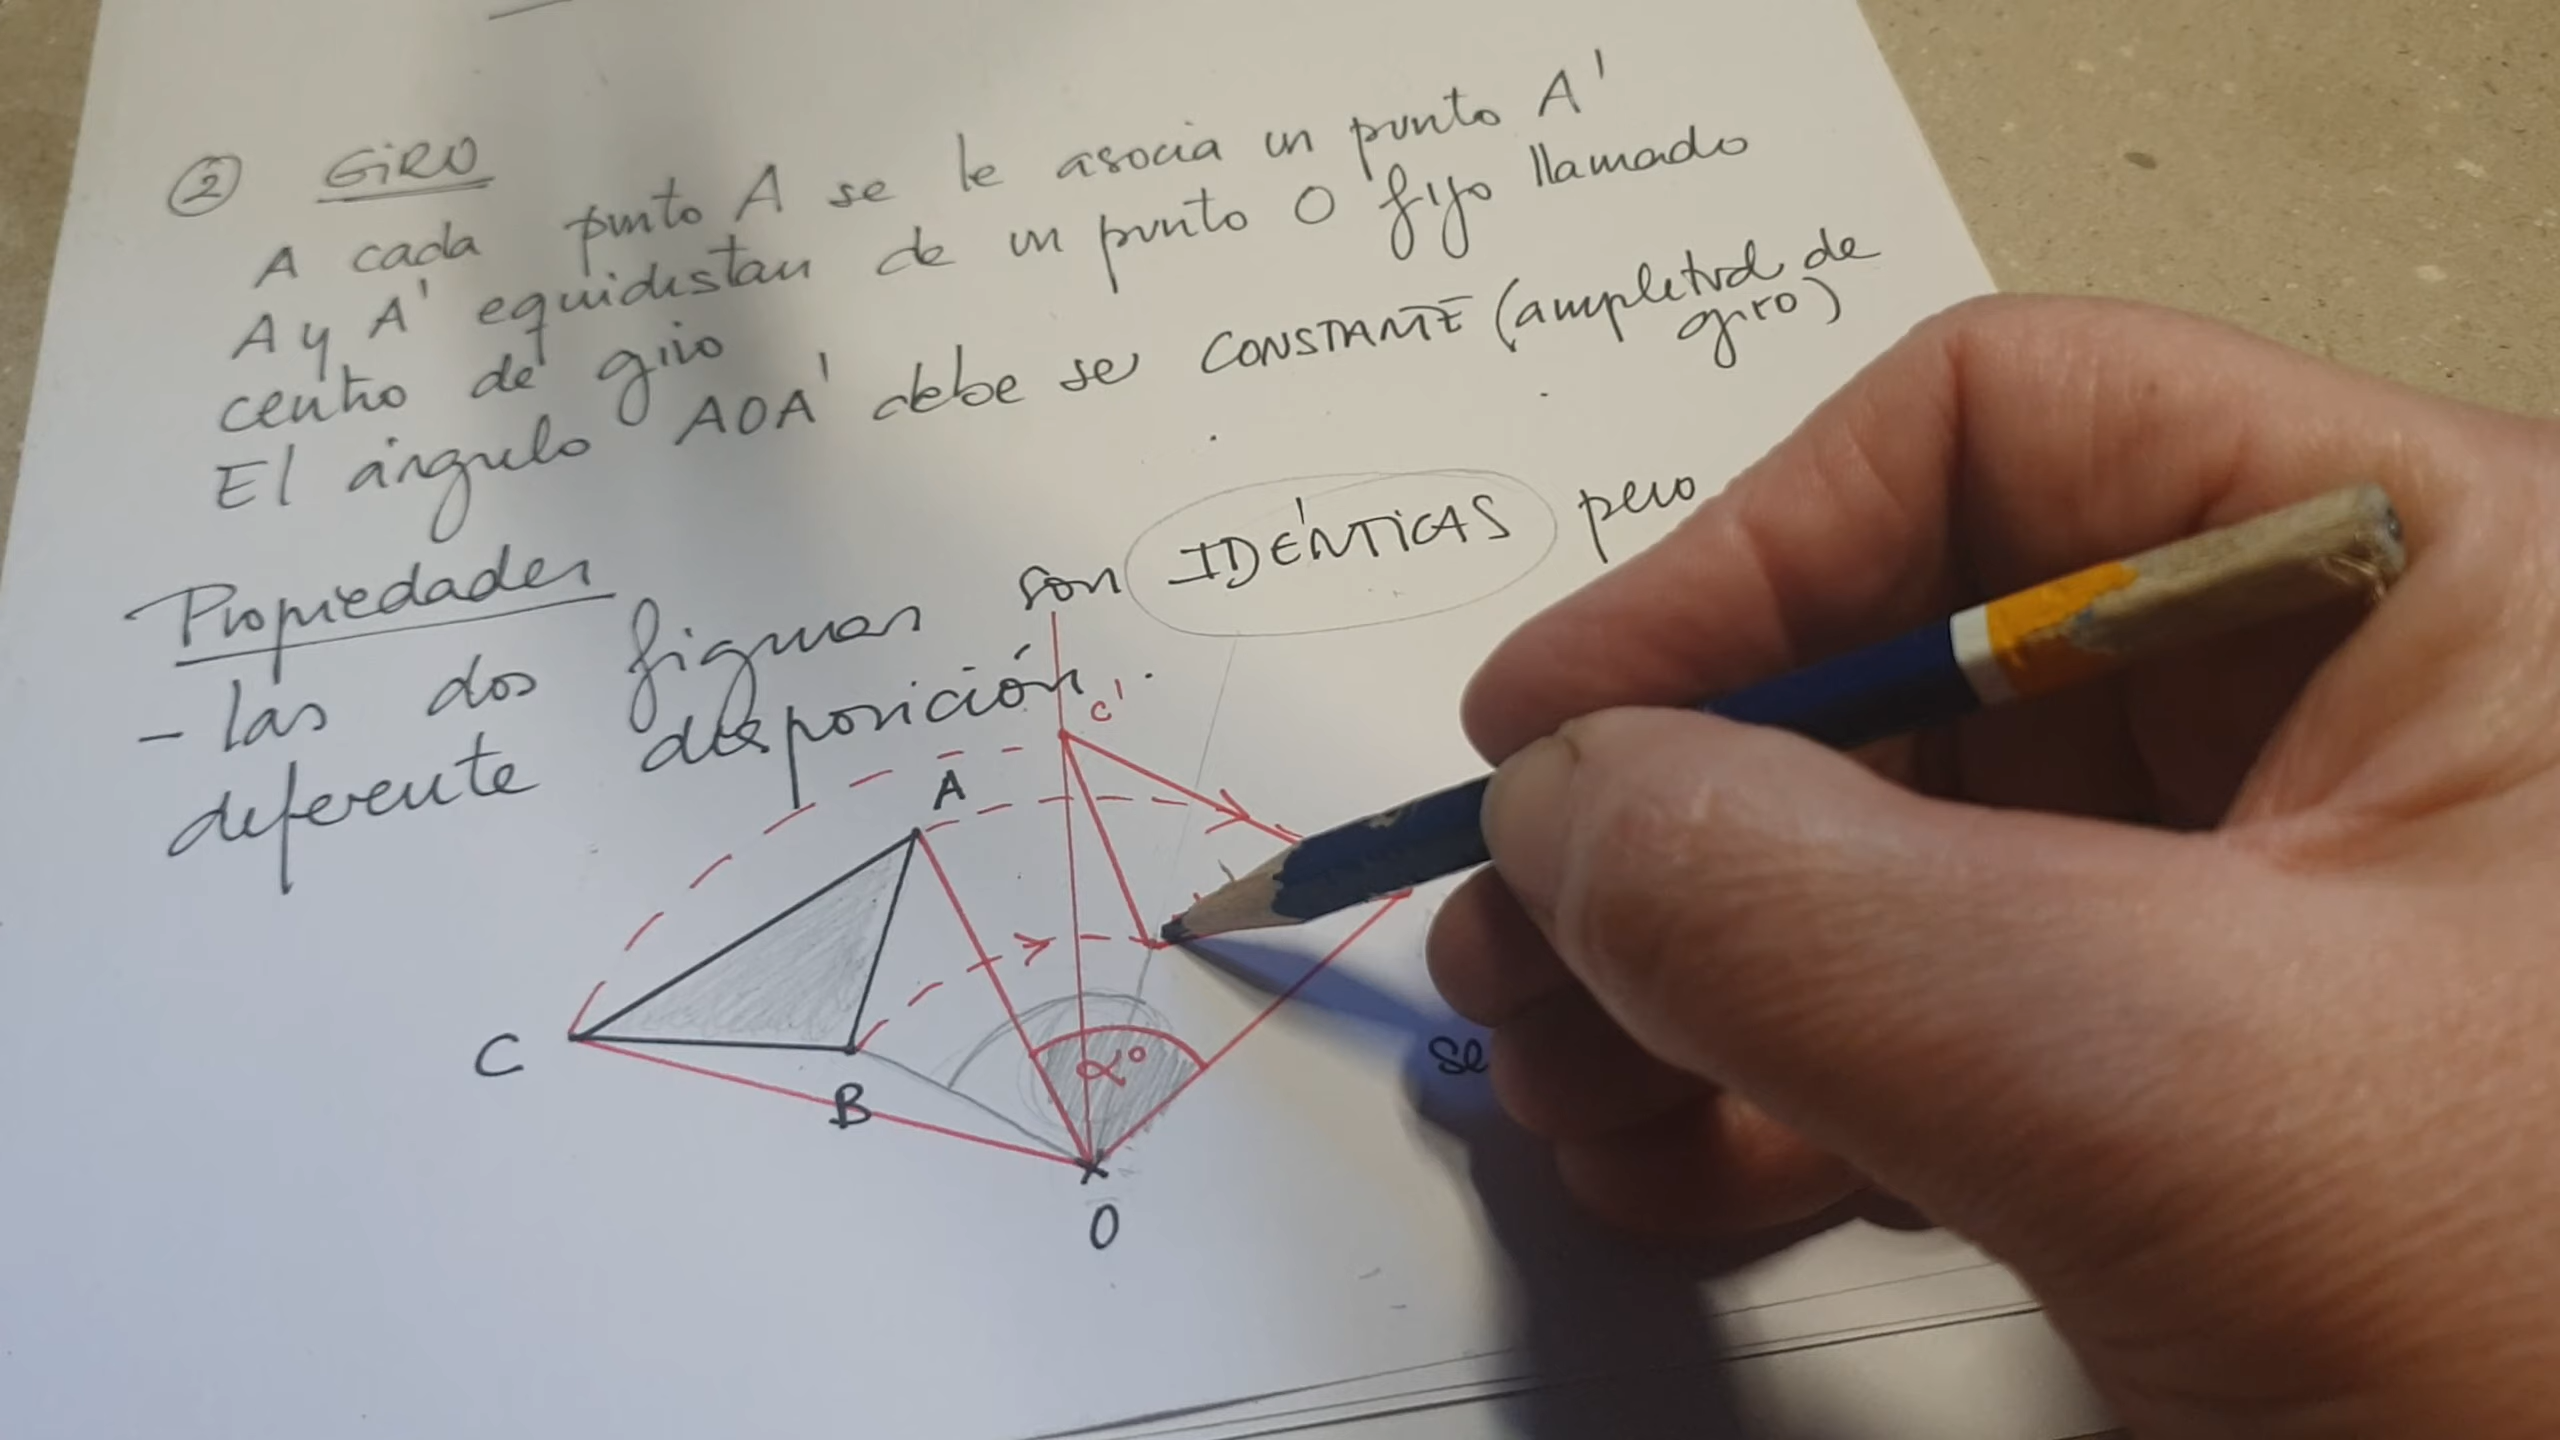 ② GiRO
A cada punto A se le asocia un punto A'
A y A' equidistan de un punto O fijo llamado
centro de giro
El ángulo AOA' debe ser CONSTANTE (amplitud de
giro)
Propiedades
- las dos figuras son IDÉNTICAS pero
diferente disposición.
C'
A
C
B
α°
O
se